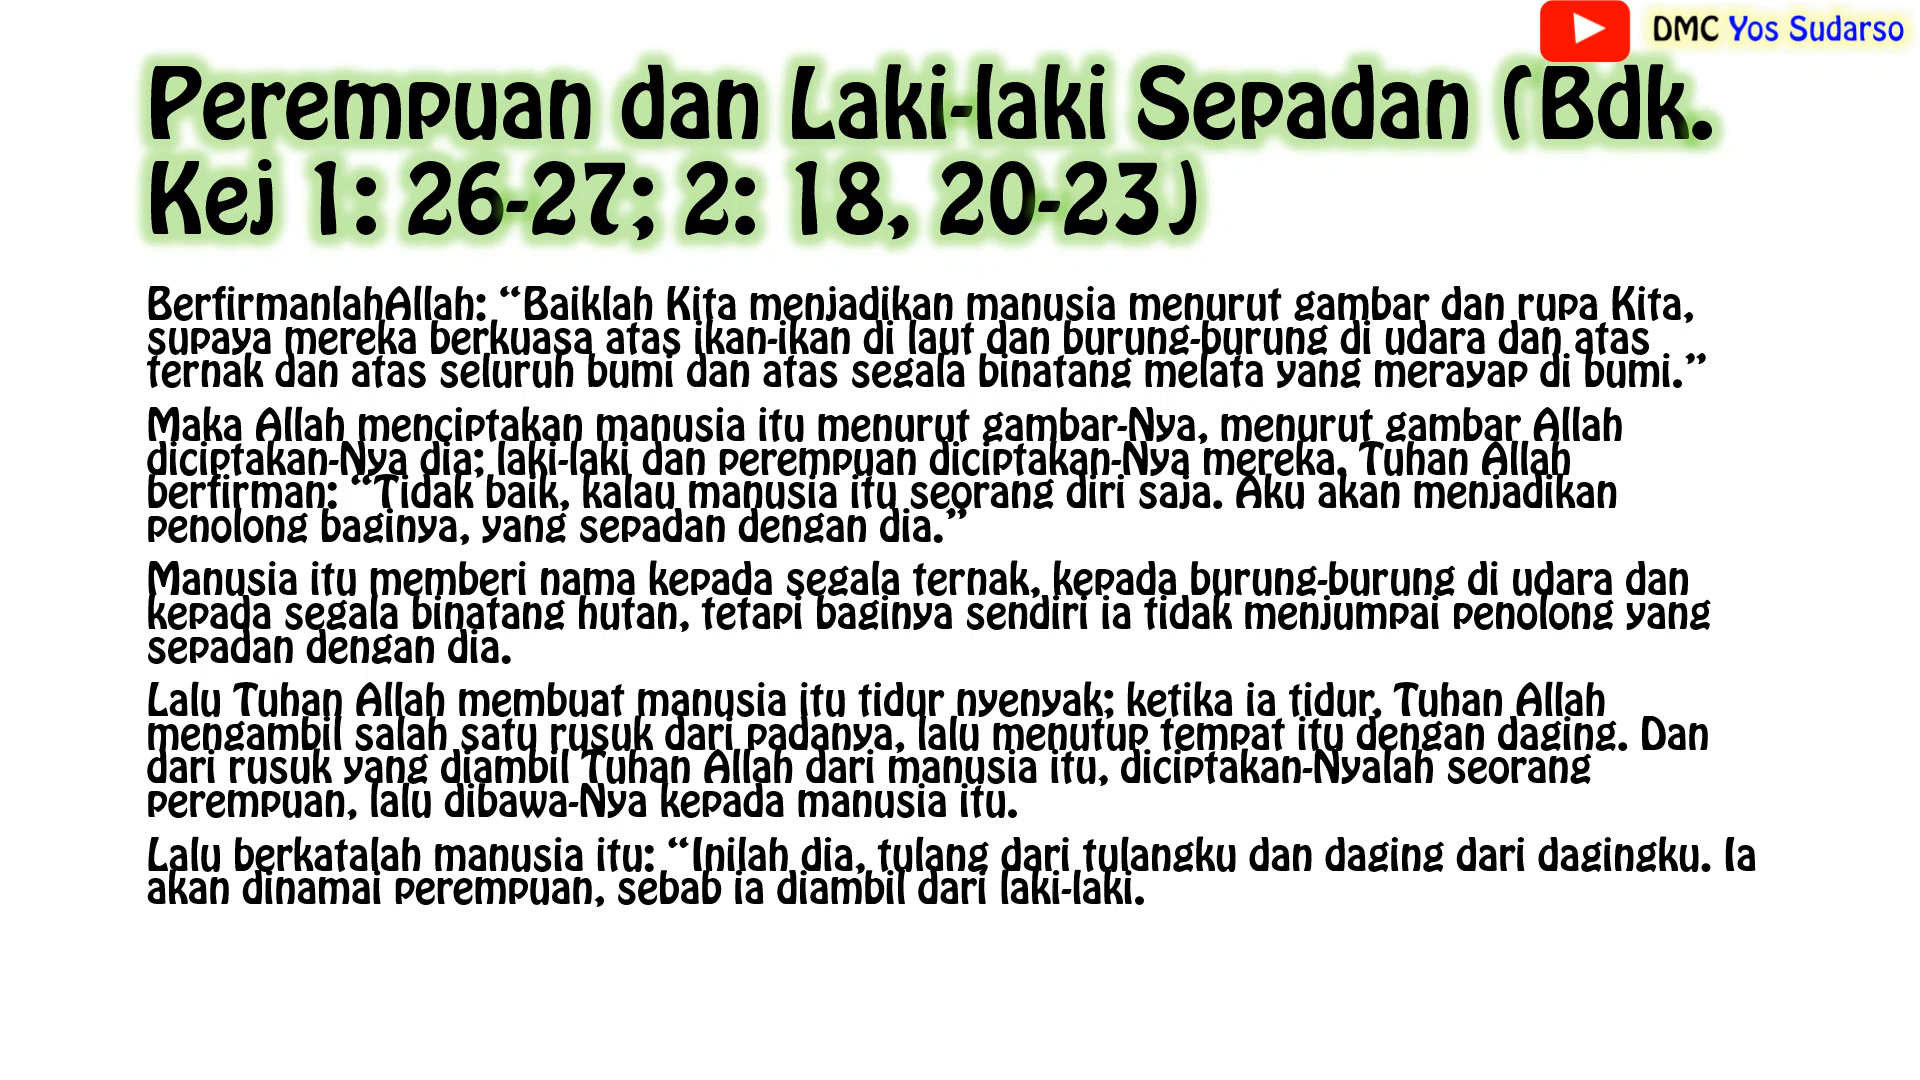 DMC Yos Sudarso
Perempuan dan Laki-laki Sepadan (Bdk.
Kej 1: 26-27; 2: 18, 20-23)
BerfirmanlahAllah: “Baiklah Kita menjadikan manusia menurut gambar dan rupa Kita,
supaya mereka berkuasa atas ikan-ikan di laut dan burung-burung di udara dan atas
ternak dan atas seluruh bumi dan atas segala binatang melata yang merayap di bumi.”
Maka Allah menciptakan manusia itu menurut gambar-Nya, menurut gambar Allah
diciptakan-Nya dia; laki-laki dan perempuan diciptakan-Nya mereka. Tuhan Allah
berfirman: “Tidak baik, kalau manusia itu seorang diri saja. Aku akan menjadikan
penolong baginya, yang sepadan dengan dia.”
Manusia itu memberi nama kepada segala ternak, kepada burung-burung di udara dan
kepada segala binatang hutan, tetapi baginya sendiri ia tidak menjumpai penolong yang
sepadan dengan dia.
Lalu Tuhan Allah membuat manusia itu tidur nyenyak; ketika ia tidur, Tuhan Allah
mengambil salah satu rusuk dari padanya, lalu menutup tempat itu dengan daging. Dan
dari rusuk yang diambil Tuhan Allah dari manusia itu, diciptakan-Nyalah seorang
perempuan, lalu dibawa-Nya kepada manusia itu.
Lalu berkatalah manusia itu: “Inilah dia, tulang dari tulangku dan daging dari dagingku. Ia
akan dinamai perempuan, sebab ia diambil dari laki-laki.